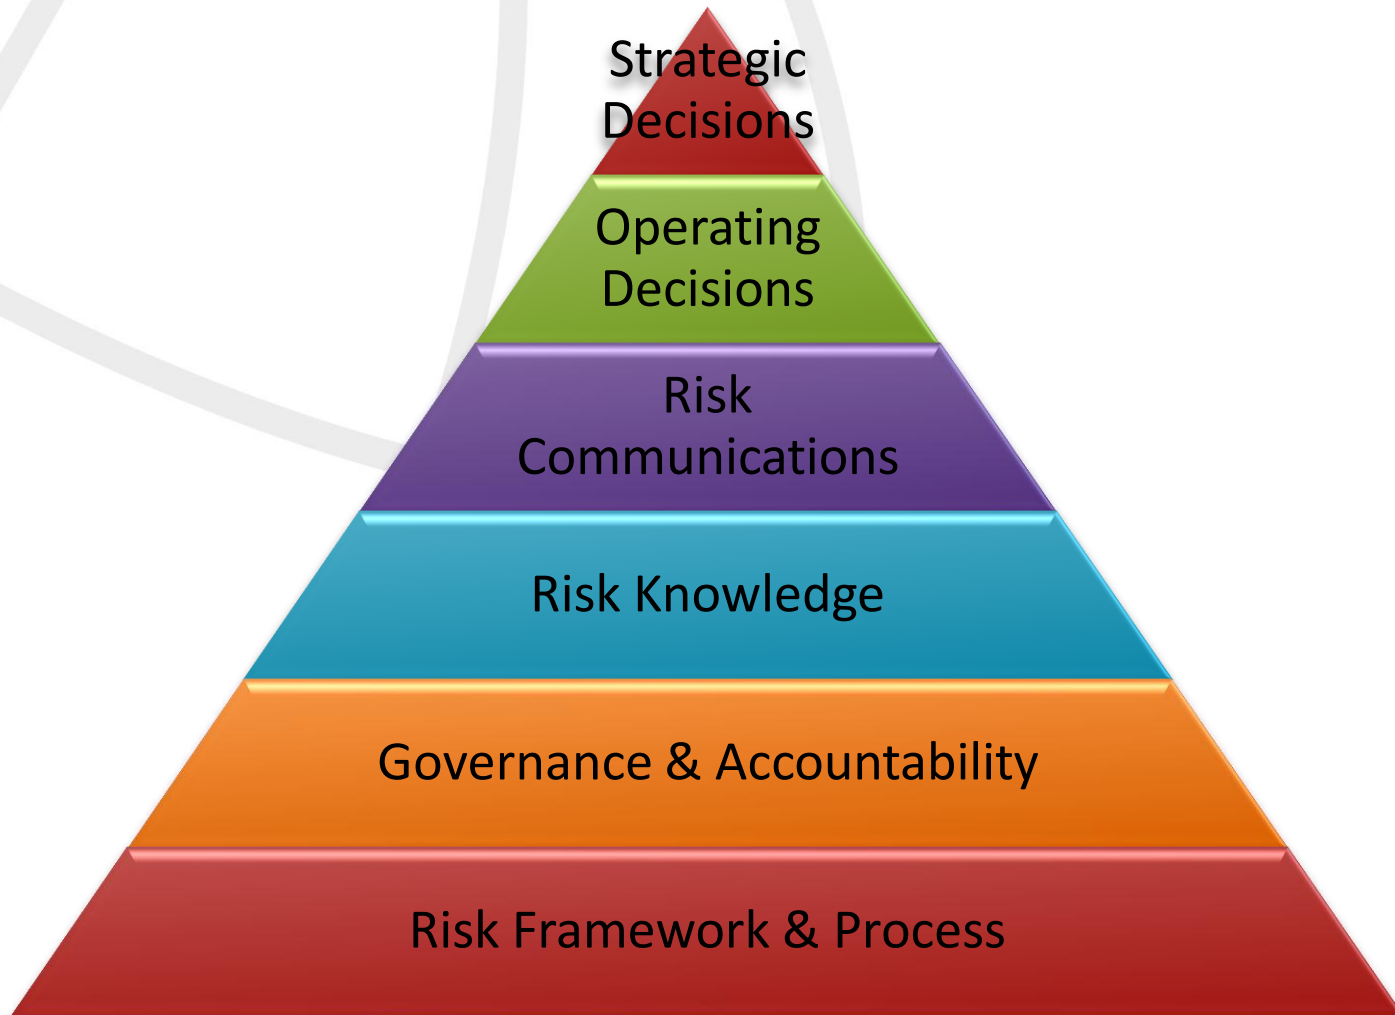 Strategic
Decisions
Operating
Decisions
Risk
Communications
Risk Knowledge
Governance & Accountability
Risk Framework & Process